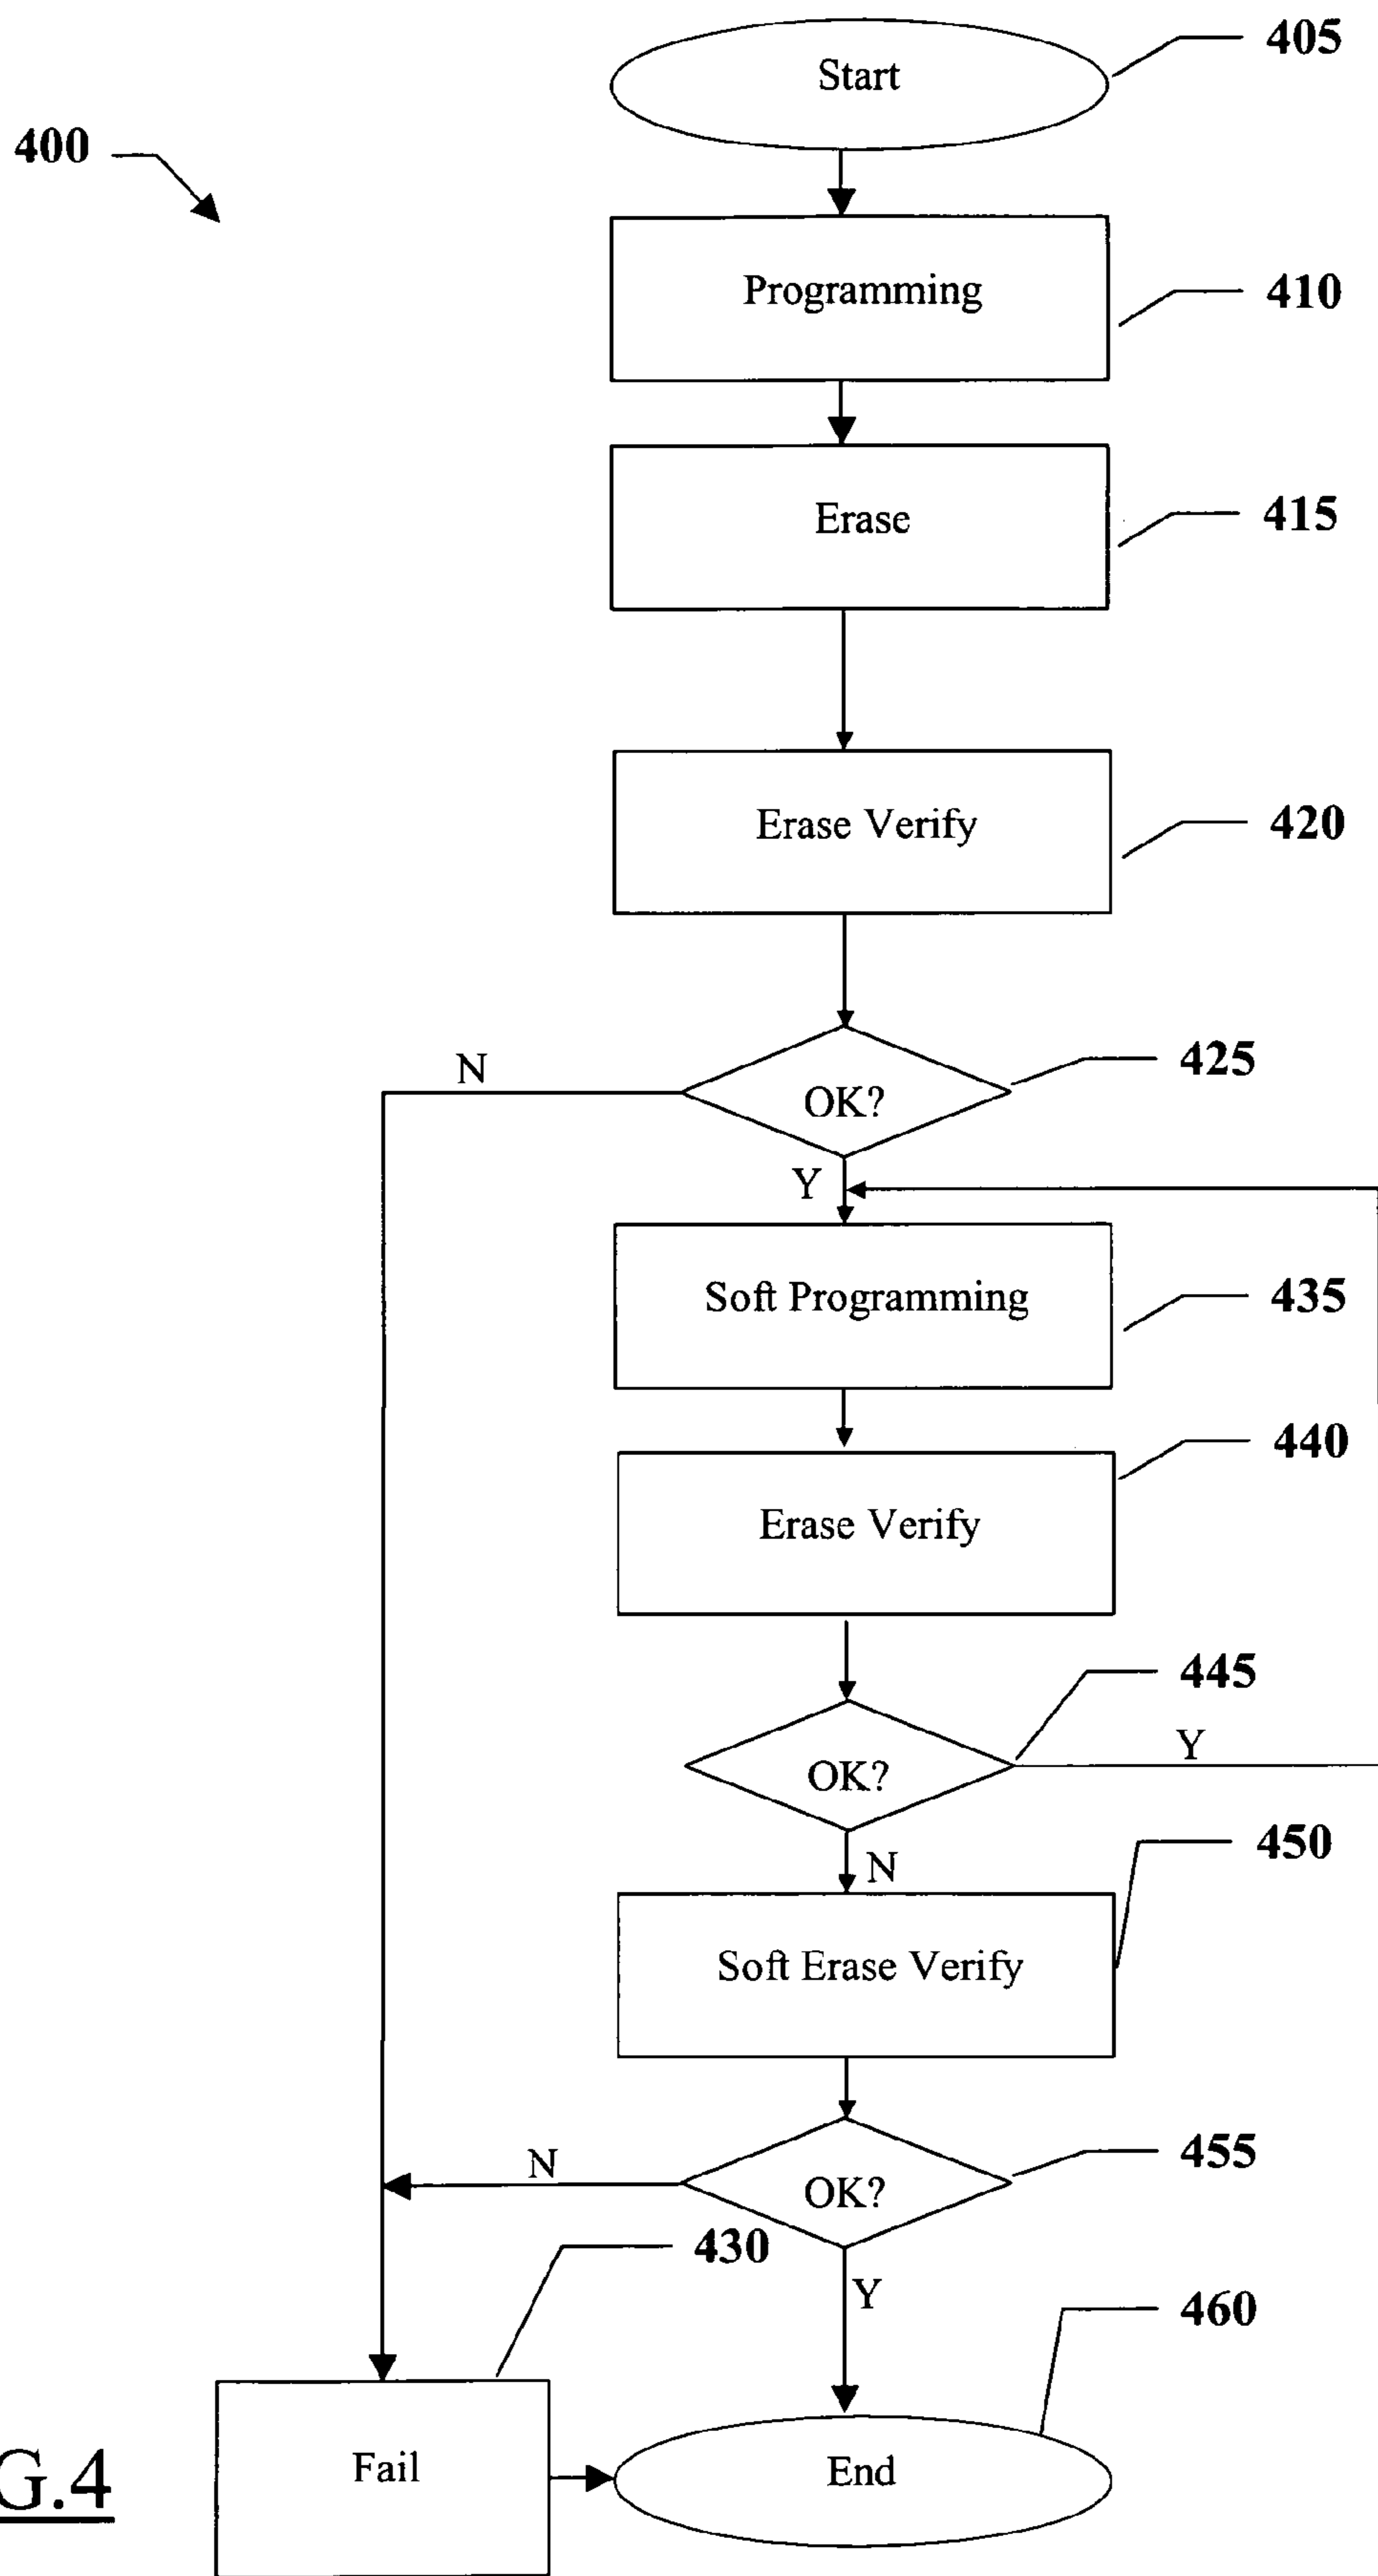 Start
405
400
Programming
410
Erase
415
Erase Verify
420
OK?
425
N
Y
Soft Programming
435
Erase Verify
440
OK?
445
Y
N
450
Soft Erase Verify
OK?
455
N
430
Y
460
Fail
End
G.4